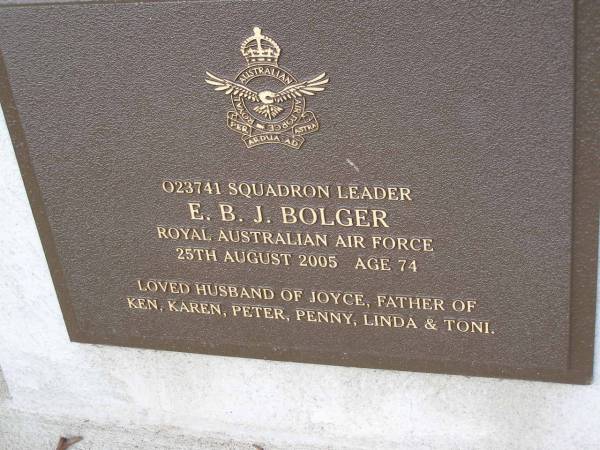 ROYAL AUSTRALIAN AIR FORCE
PER ARDUA AD ASTRA
O23741 SQUADRON LEADER
E. B. J. BOLGER
ROYAL AUSTRALIAN AIR FORCE
25TH AUGUST 2005 AGE 74
LOVED HUSBAND OF JOYCE, FATHER OF
KEN, KAREN, PETER, PENNY, LINDA & TONI.